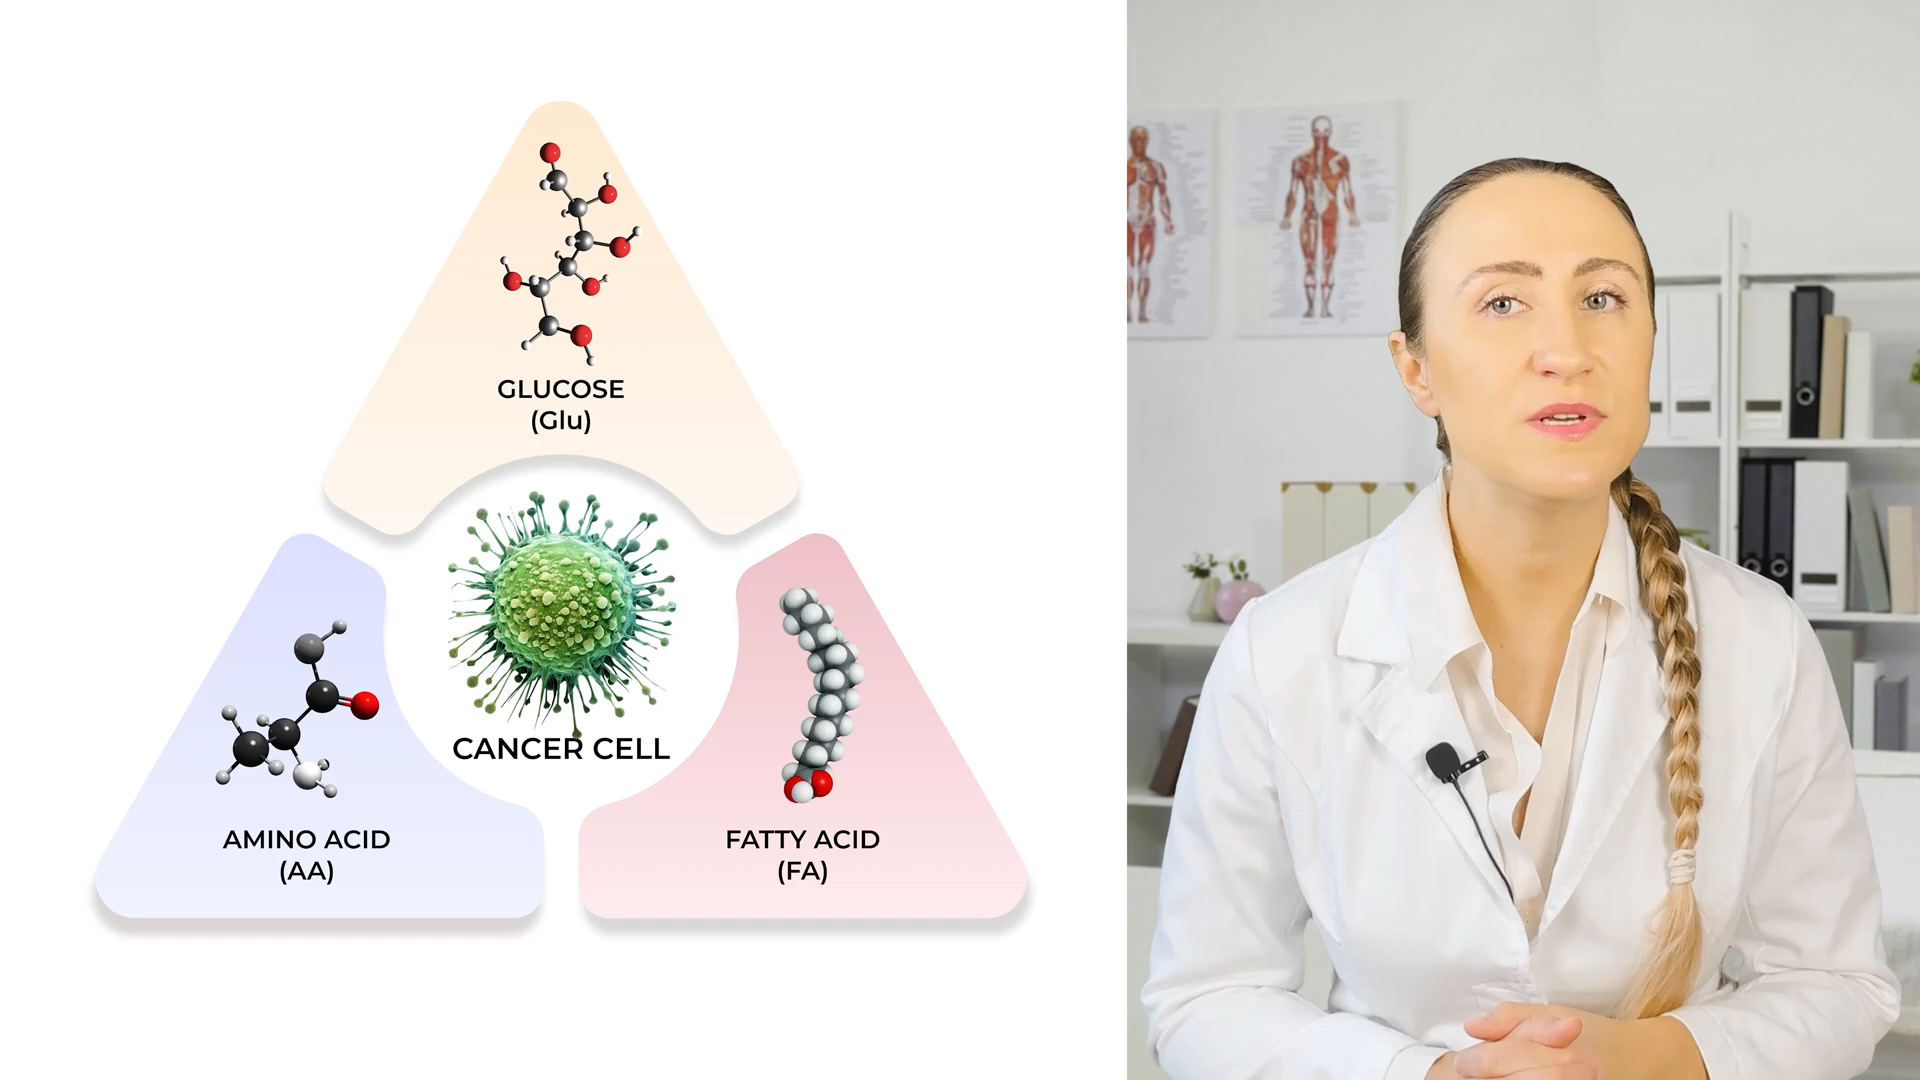 GLUCOSE
(Glu)
CANCER CELL
AMINO ACID
(AA)
FATTY ACID
(FA)